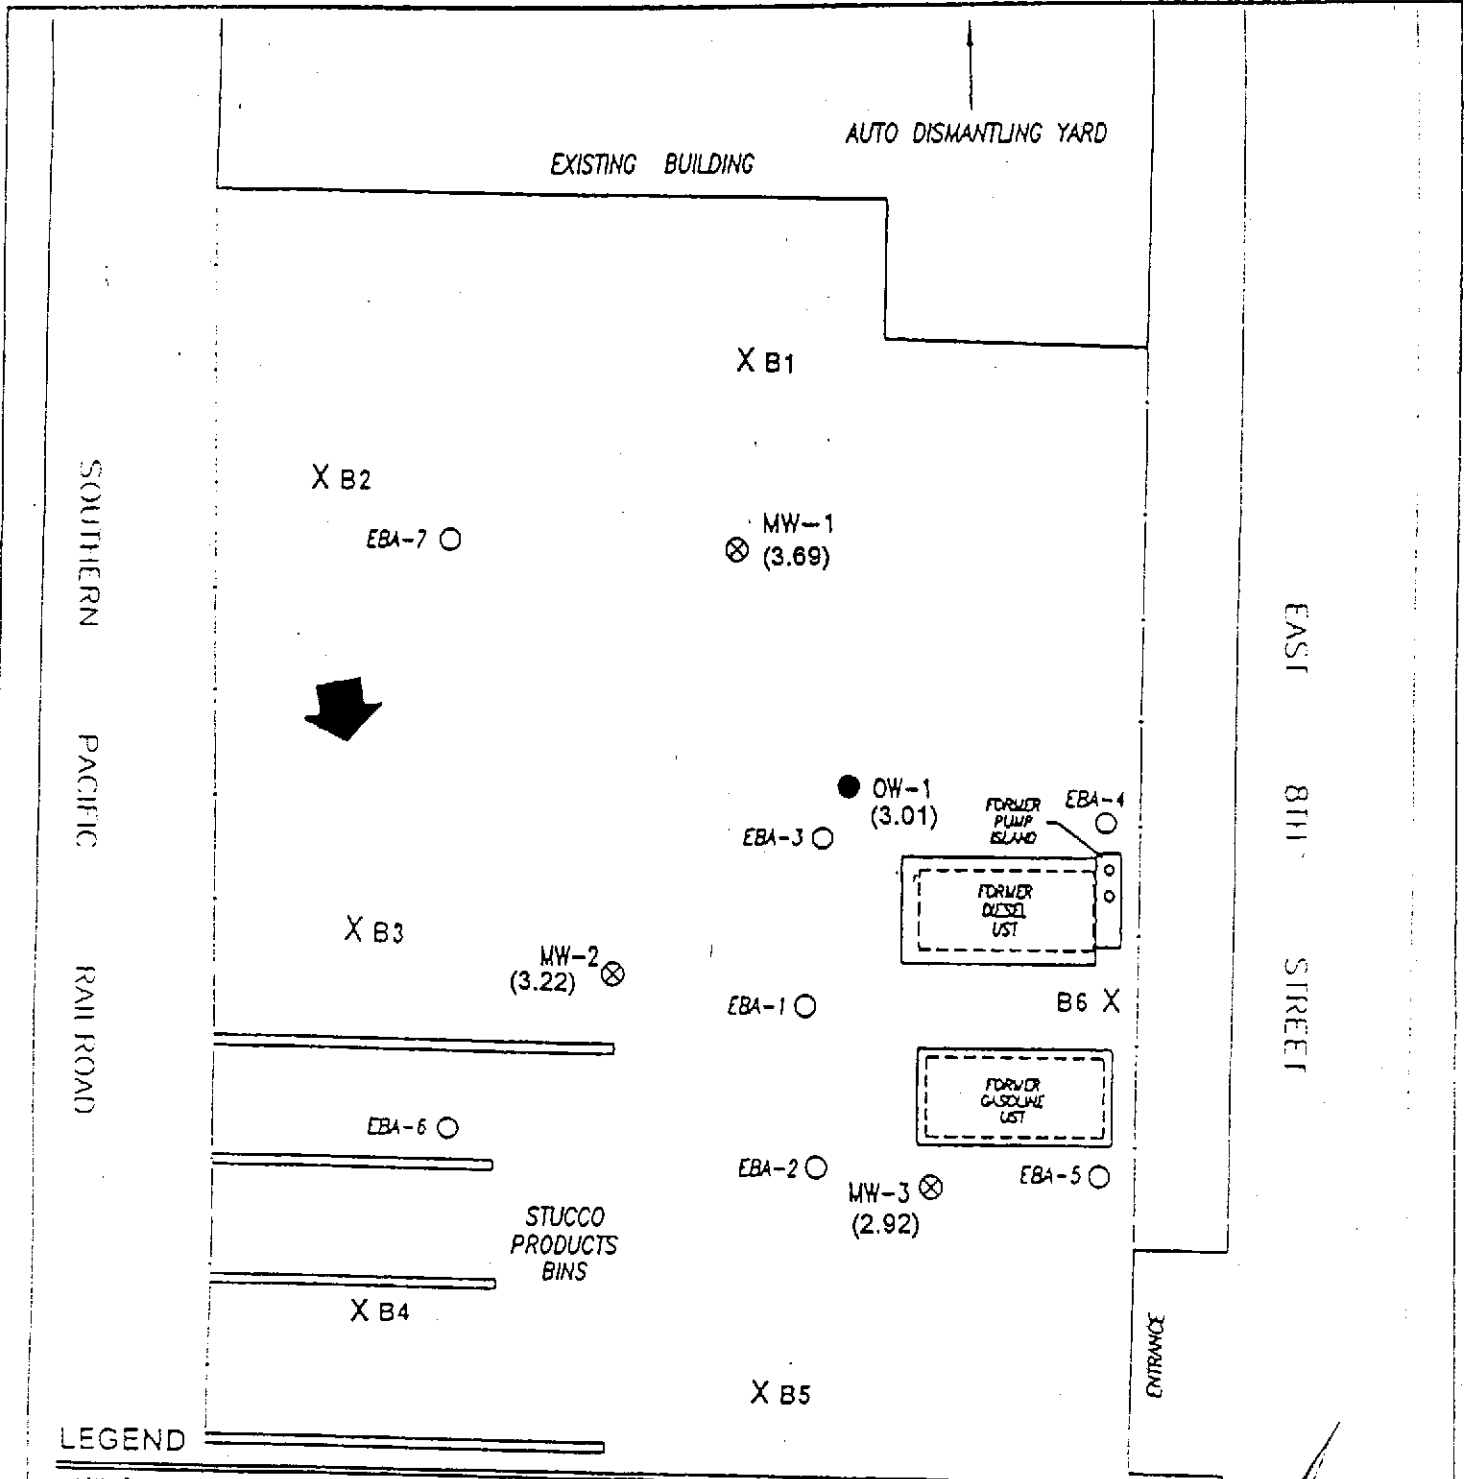 AUTO DISMANTLING YARD
EXISTING BUILDING
X B1
X B2
EBA-7
MW-1
(3.69)
SOUTHERN PACIFIC RAILROAD
EAST 8TH STREET
OW-1
(3.01)
EBA-3
FORMER
PUMP
ISLAND
EBA-4
FORMER
DIESEL
UST
X B3
MW-2
(3.22)
EBA-1
B6 X
FORMER
GASOLINE
UST
EBA-6
EBA-2
MW-3
(2.92)
EBA-5
STUCCO
PRODUCTS
BINS
X B4
X B5
ENTRANCE
LEGEND